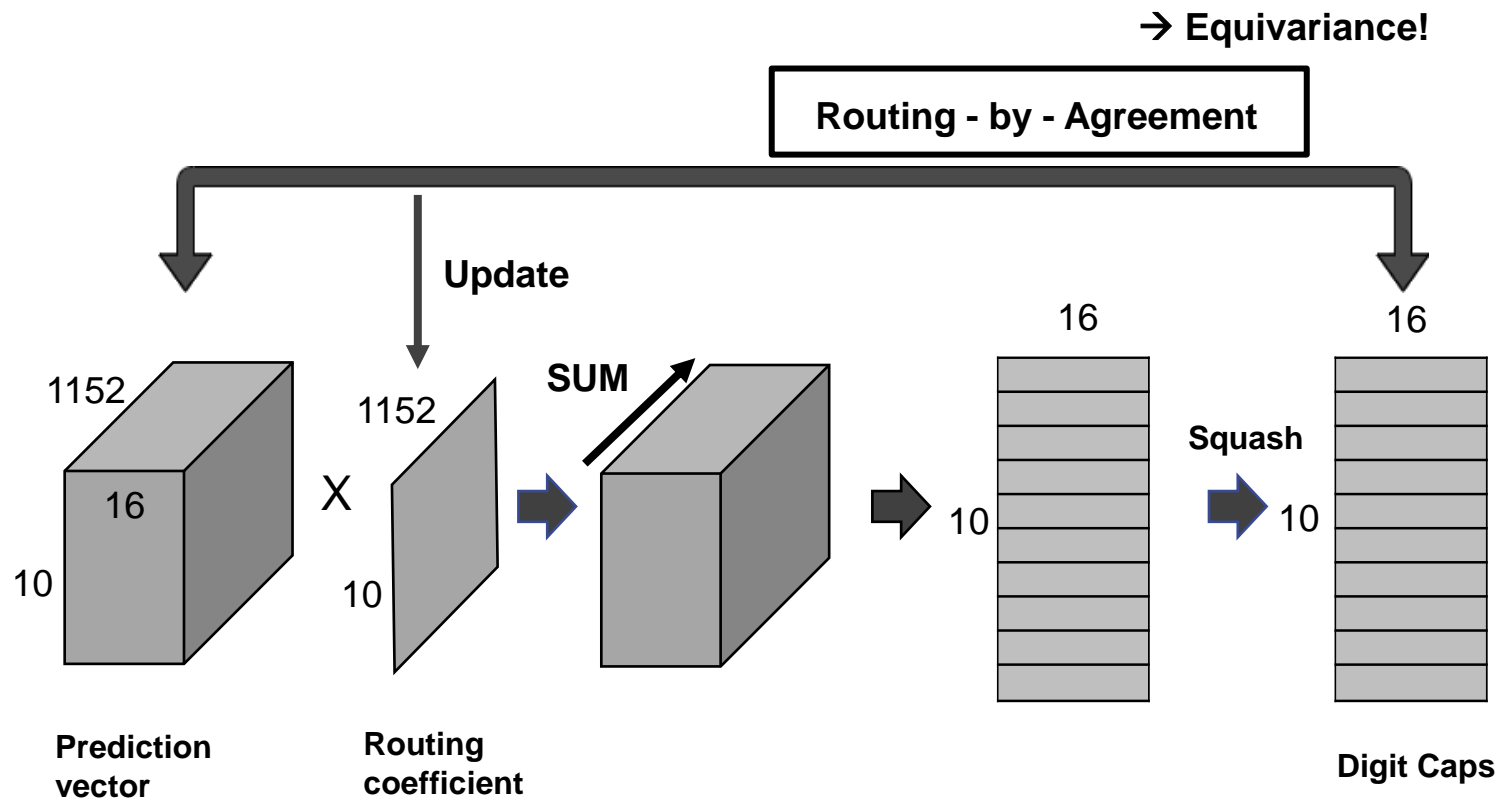 → Equivariance!
Routing - by - Agreement
Update
16
16
1152
1152
SUM
Squash
16
X
10
10
10
10
Prediction
vector
Routing
coefficient
Digit Caps